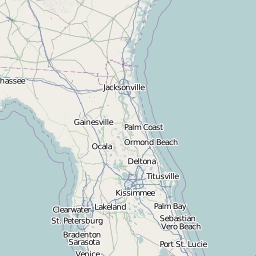 Jacksonville
hassee
Gainesville
Palm Coast
Ormond Beach
Ocala
Deltona
Titusville
Kissimmee
Lakeland
Palm Bay
Clearwater
St. Petersburg
Sebastian
Vero Beach
Bradenton
Sarasota
Port St. Lucie
Venice